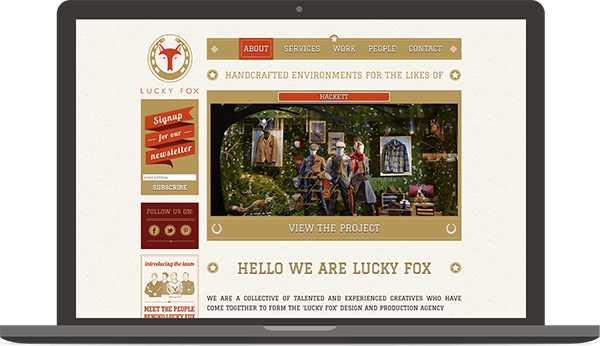 LUCKY FOX
Signup
for our
newsletter
email address
SUBSCRIBE
FOLLOW US ON:
introducing the team
MEET THE PEOPLE
BEHIND LUCKY FOX
ABOUT SERVICES WORK PEOPLE CONTACT
HANDCRAFTED ENVIRONMENTS FOR THE LIKES OF
HACKETT
VIEW THE PROJECT
HELLO WE ARE LUCKY FOX
WE ARE A COLLECTIVE OF TALENTED AND EXPERIENCED CREATIVES WHO HAVE
COME TOGETHER TO FORM THE 'LUCKY FOX' DESIGN AND PRODUCTION AGENCY